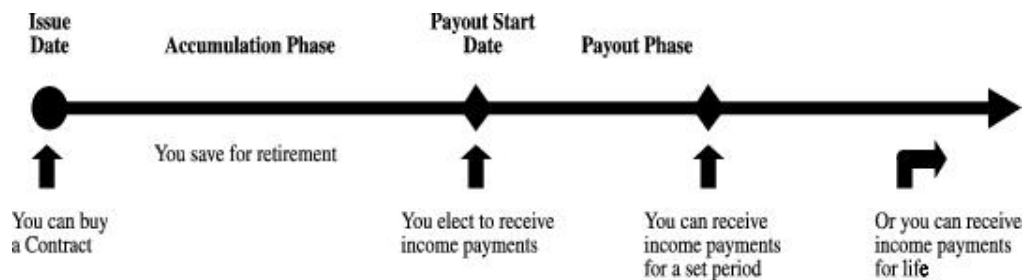 Issue
Date
Accumulation Phase
Payout Start
Date
Payout Phase
You save for retirement
You can buy
a Contract
You elect to receive
income payments
You can receive
income payments
for a set period
Or you can receive
income payments
for life